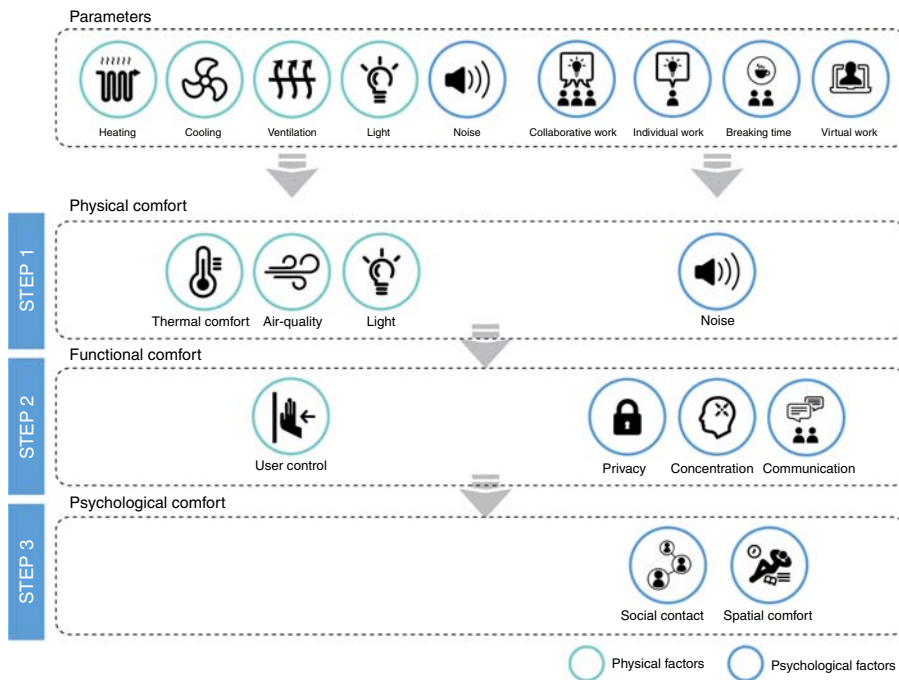 Parameters
Heating
Cooling
Ventilation
Light
Noise
Collaborative work
Individual work
Breaking time
Virtual work
STEP 1
Physical comfort
Thermal comfort
Air-quality
Light
Noise
STEP 2
Functional comfort
User control
Privacy
Concentration
Communication
STEP 3
Psychological comfort
Social contact
Spatial comfort
Physical factors
Psychological factors